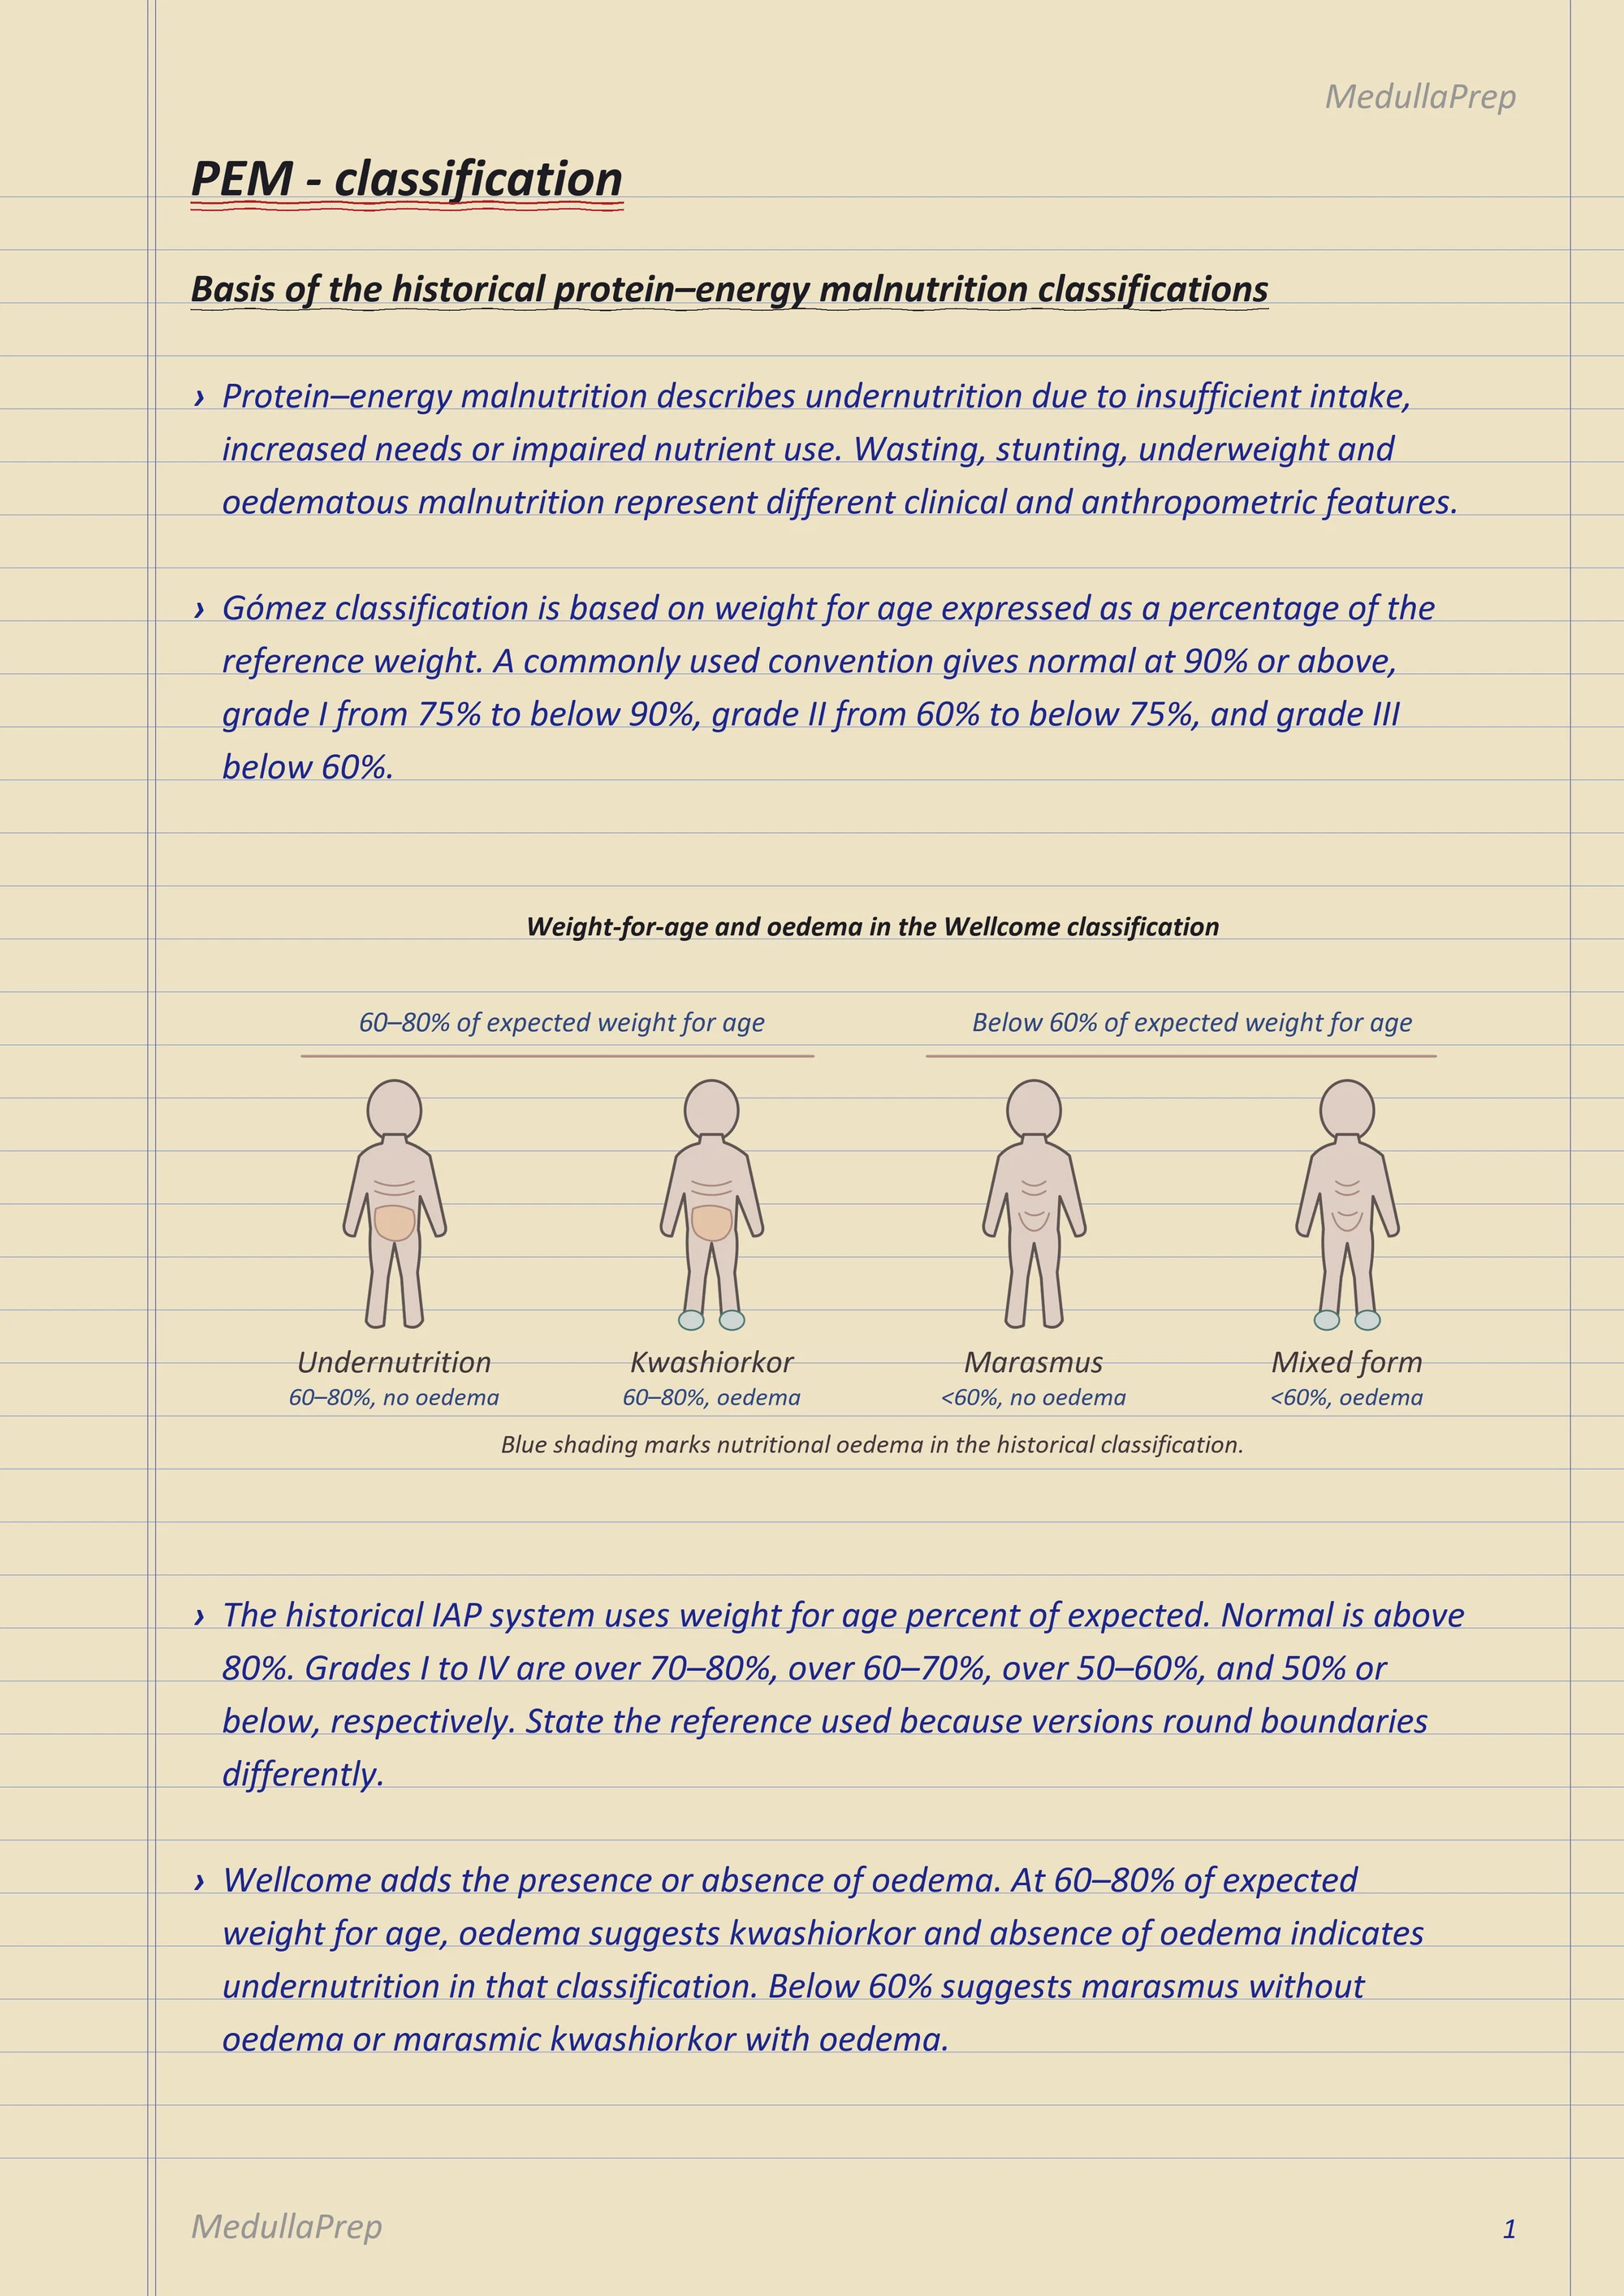 MedullaPrep
PEM - classification
Basis of the historical protein–energy malnutrition classifications
› Protein–energy malnutrition describes undernutrition due to insufficient intake,
increased needs or impaired nutrient use. Wasting, stunting, underweight and
oedematous malnutrition represent different clinical and anthropometric features.
› Gómez classification is based on weight for age expressed as a percentage of the
reference weight. A commonly used convention gives normal at 90% or above,
grade I from 75% to below 90%, grade II from 60% to below 75%, and grade III
below 60%.
Weight-for-age and oedema in the Wellcome classification
60–80% of expected weight for age Below 60% of expected weight for age
Undernutrition Kwashiorkor Marasmus Mixed form
60–80%, no oedema 60–80%, oedema <60%, no oedema <60%, oedema
Blue shading marks nutritional oedema in the historical classification.
› The historical IAP system uses weight for age percent of expected. Normal is above
80%. Grades I to IV are over 70–80%, over 60–70%, over 50–60%, and 50% or
below, respectively. State the reference used because versions round boundaries
differently.
› Wellcome adds the presence or absence of oedema. At 60–80% of expected
weight for age, oedema suggests kwashiorkor and absence of oedema indicates
undernutrition in that classification. Below 60% suggests marasmus without
oedema or marasmic kwashiorkor with oedema.
MedullaPrep 1